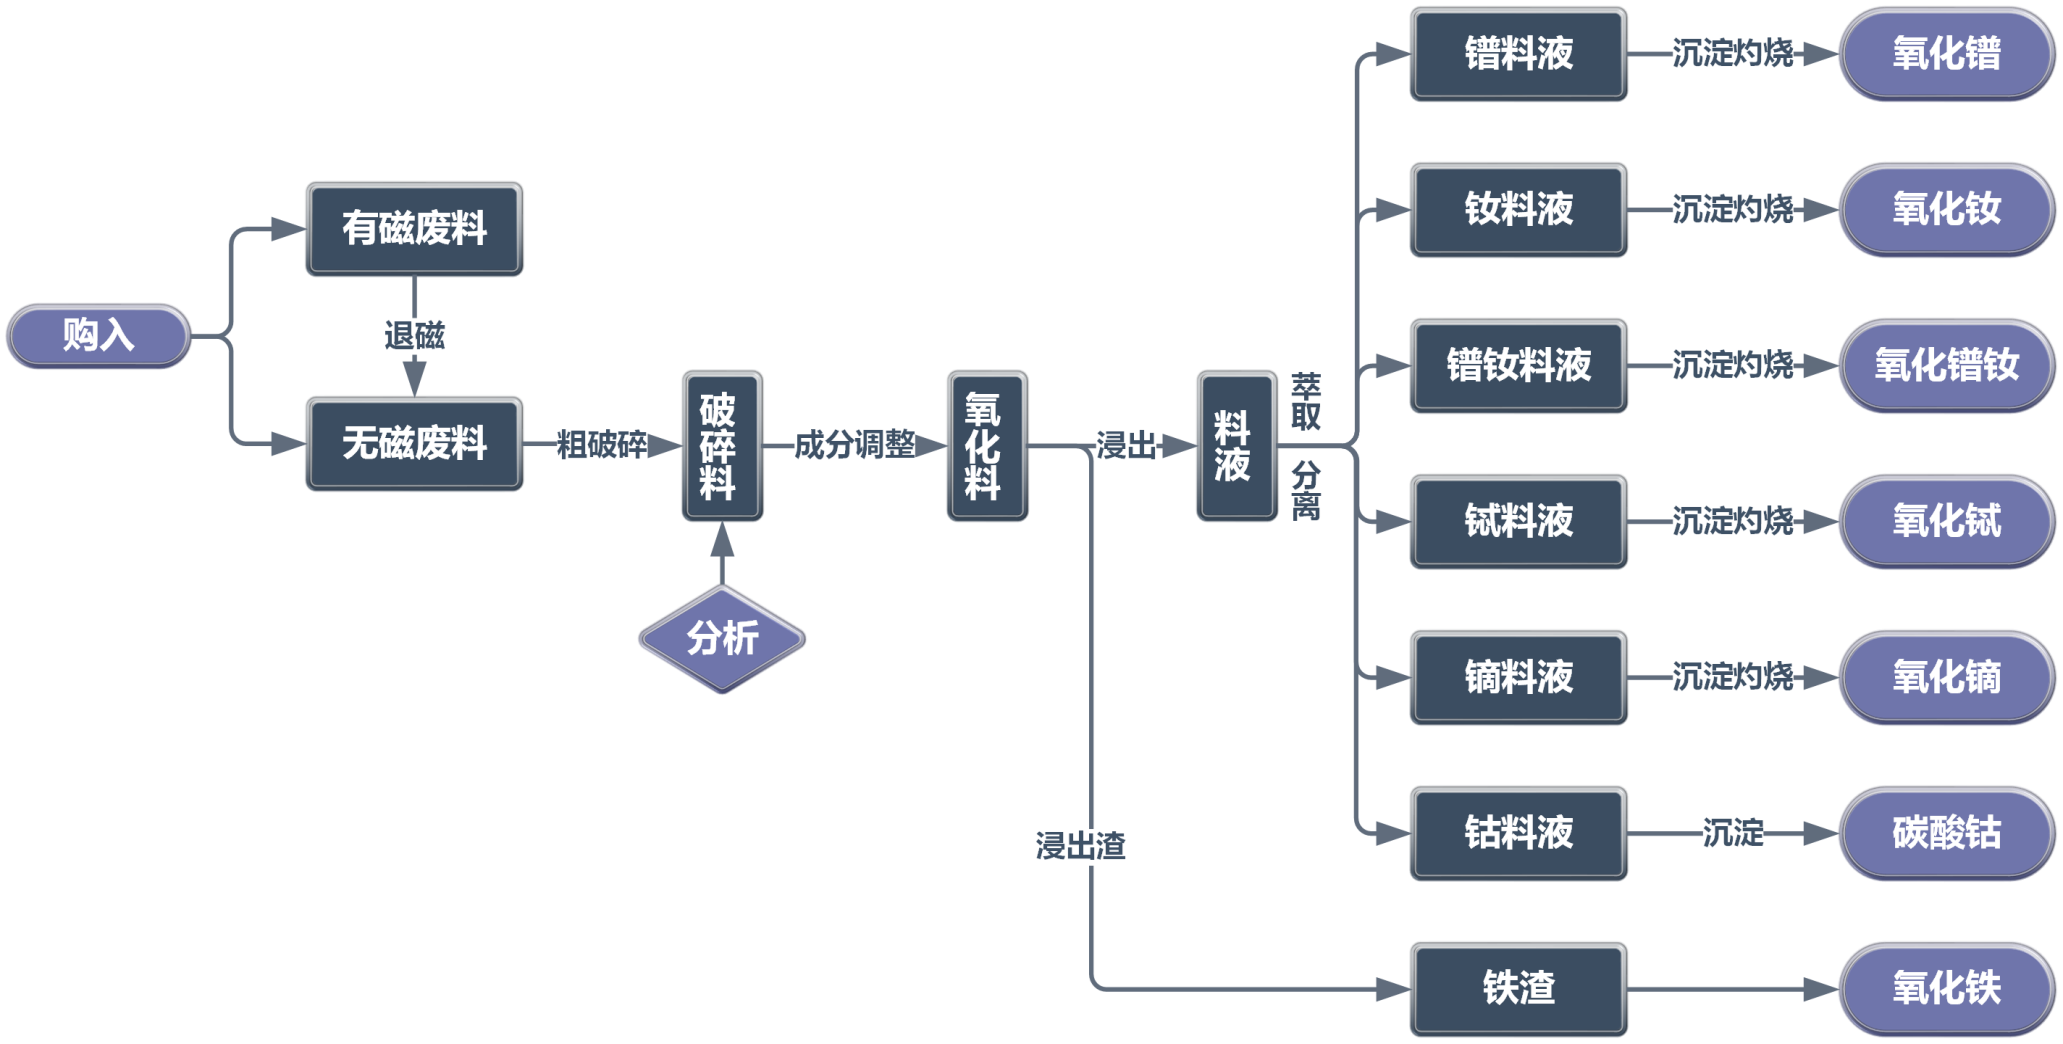 购入
有磁废料
退磁
无磁废料
粗破碎
破碎料
分析
成分调整
氧化料
浸出
浸出渣
料液
萃取
分离
镨料液
沉淀灼烧
氧化镨
钕料液
沉淀灼烧
氧化钕
镨钕料液
沉淀灼烧
氧化镨钕
铽料液
沉淀灼烧
氧化铽
镝料液
沉淀灼烧
氧化镝
钴料液
沉淀
碳酸钴
铁渣
氧化铁